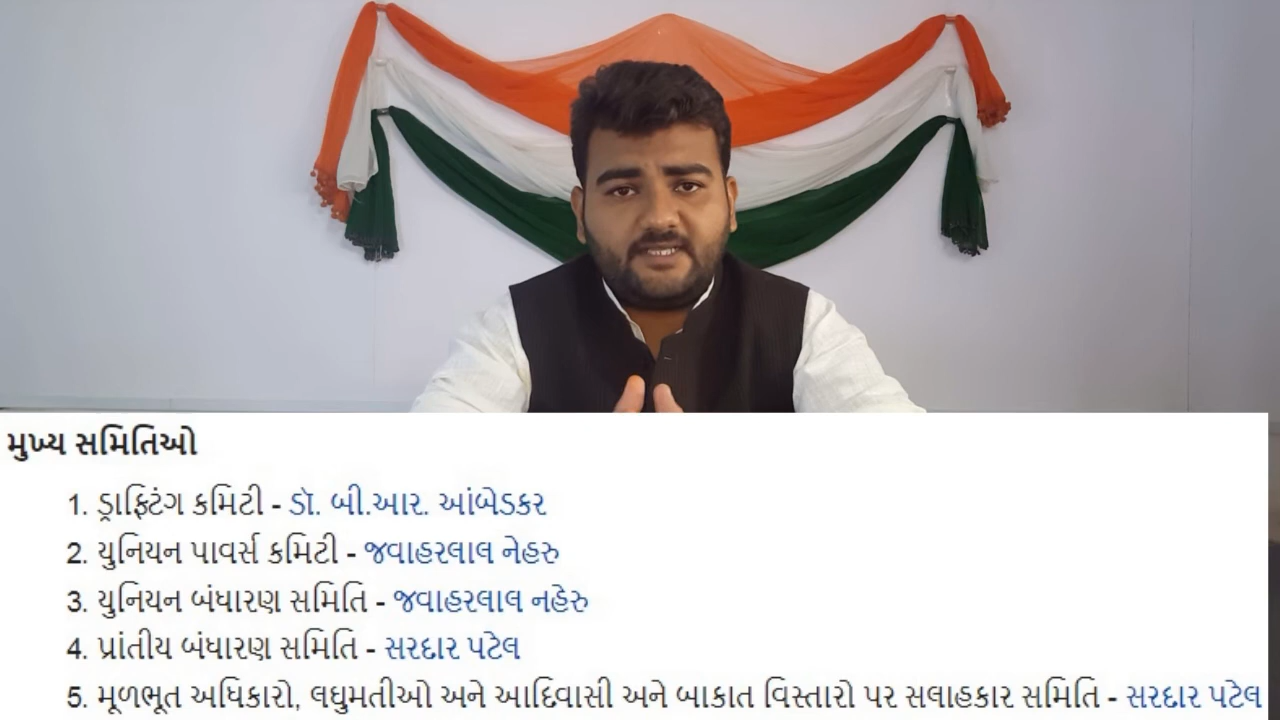 મુખ્ય સમિતિઓ
1. ડ્રાફ્ટિંગ કમિટી - ડૉ. બી.આર. આંબેડકર
2. યુનિયન પાવર્સ કમિટી - જવાહરલાલ નેહરુ
3. યુનિયન બંધારણ સમિતિ - જવાહરલાલ નહેરુ
4. પ્રાંતીય બંધારણ સમિતિ - સરદાર પટેલ
5. મૂળભૂત અધિકારો, લઘુમતીઓ અને આદિવાસી અને બાકાત વિસ્તારો પર સલાહકાર સમિતિ - સરદાર પટેલ